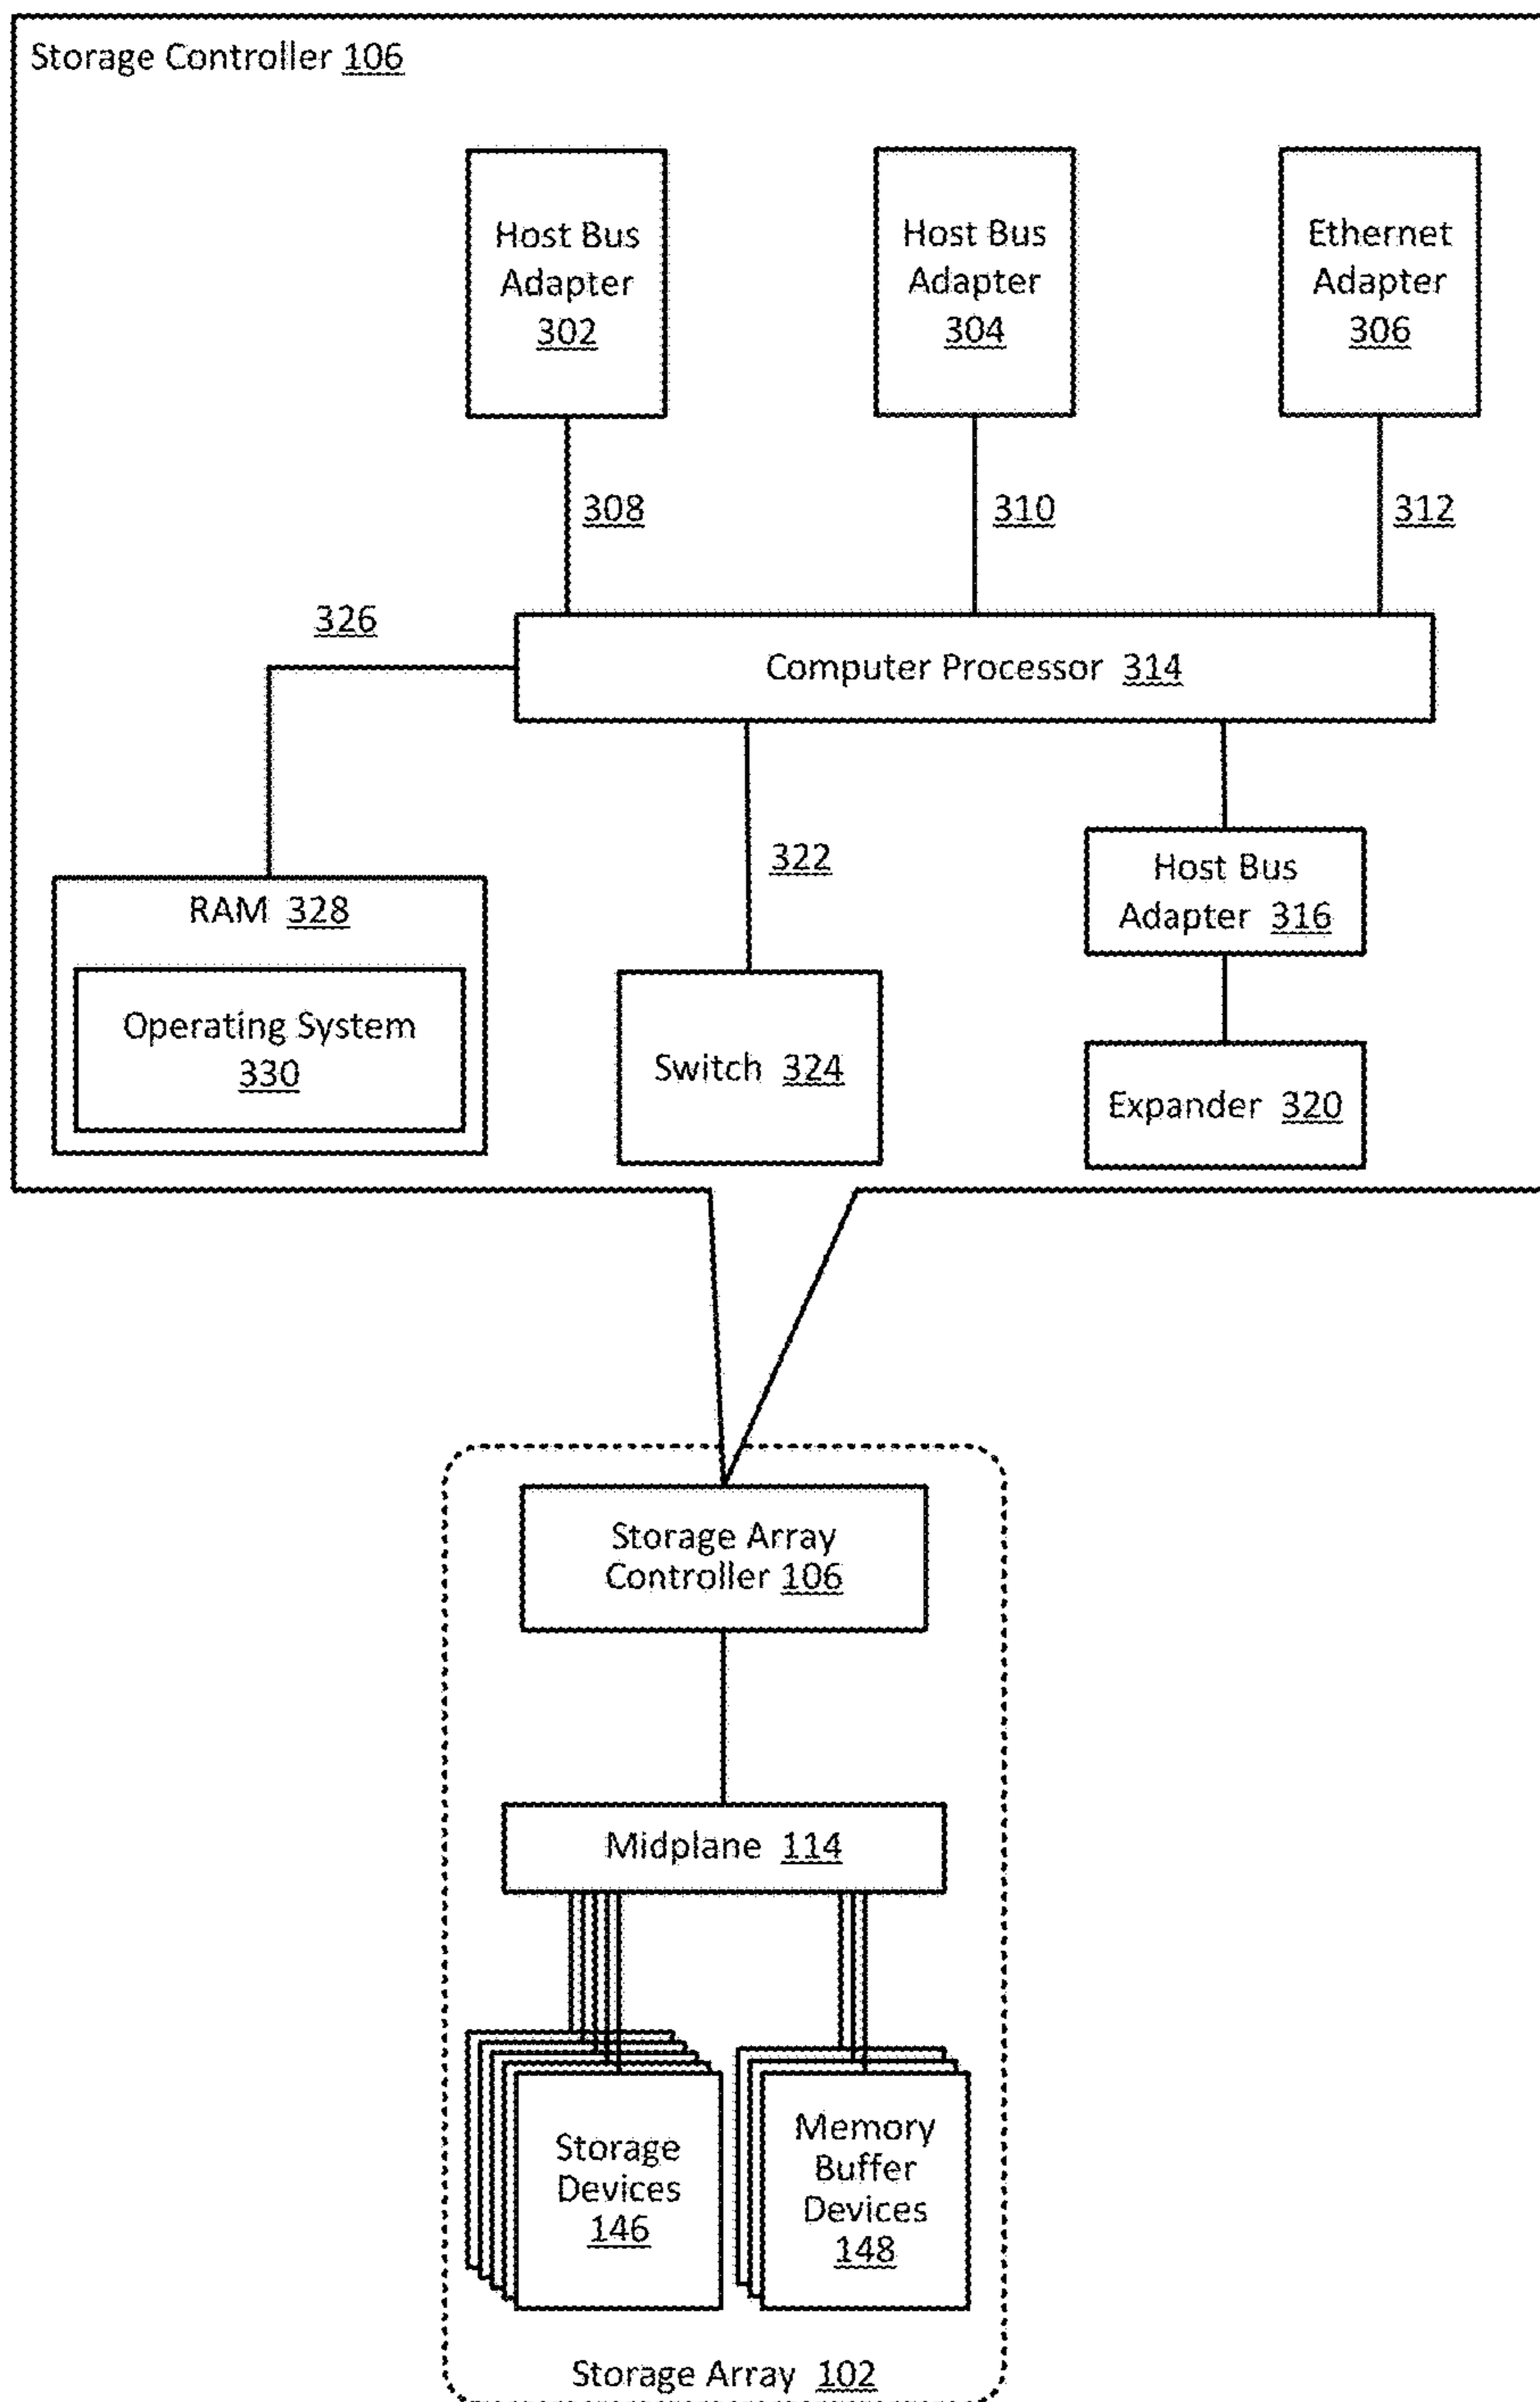 Storage Controller 106
Host Bus
Adapter
302
Host Bus
Adapter
304
Ethernet
Adapter
306
308
310
312
326
Computer Processor 314
322
Host Bus
Adapter 316
RAM 328
Operating System
330
Switch 324
Expander 320
Storage Array
Controller 106
Midplane 114
Storage
Devices
146
Memory
Buffer
Devices
148
Storage Array 102